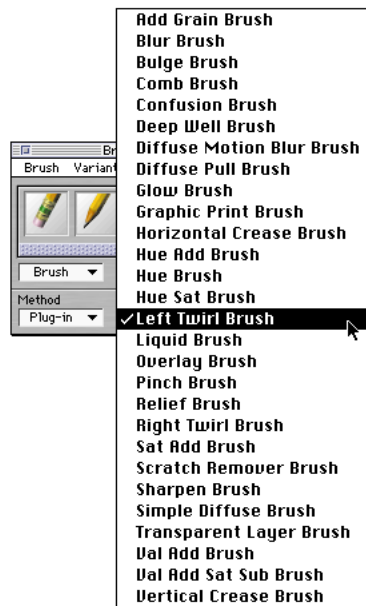 Add Grain Brush
Blur Brush
Bulge Brush
Comb Brush
Confusion Brush
Deep Well Brush
Diffuse Motion Blur Brush
Diffuse Pull Brush
Glow Brush
Graphic Print Brush
Horizontal Crease Brush
Hue Add Brush
Hue Brush
Hue Sat Brush
✓Left Twirl Brush
Liquid Brush
Overlay Brush
Pinch Brush
Relief Brush
Right Twirl Brush
Sat Add Brush
Scratch Remover Brush
Sharpen Brush
Simple Diffuse Brush
Transparent Layer Brush
Val Add Brush
Val Add Sat Sub Brush
Vertical Crease Brush
Br
Brush Variant
Brush
Method
Plug-in